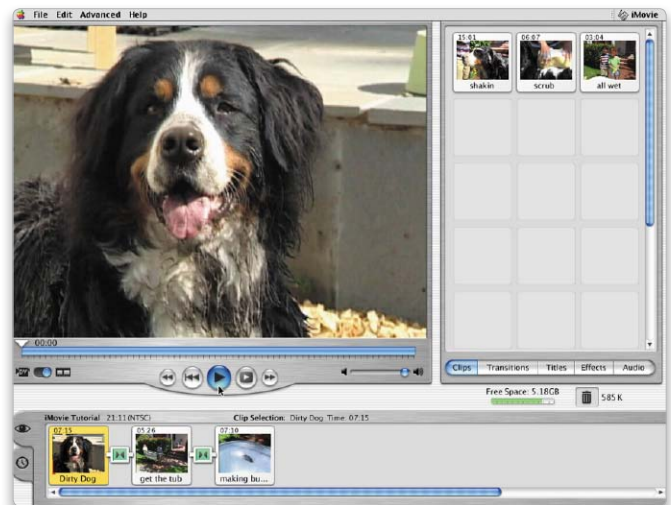 File Edit Advanced Help iMovie
15:01 06:07 03:04
shakin scrub all wet
00:00
Clips Transitions Titles Effects Audio
Free Space: 5.18GB 585 K
iMovie Tutorial 21:11 (NTSC) Clip Selection: Dirty Dog Time: 07:15
07:15 05:26 07:10
Dirty Dog get the tub making bu...